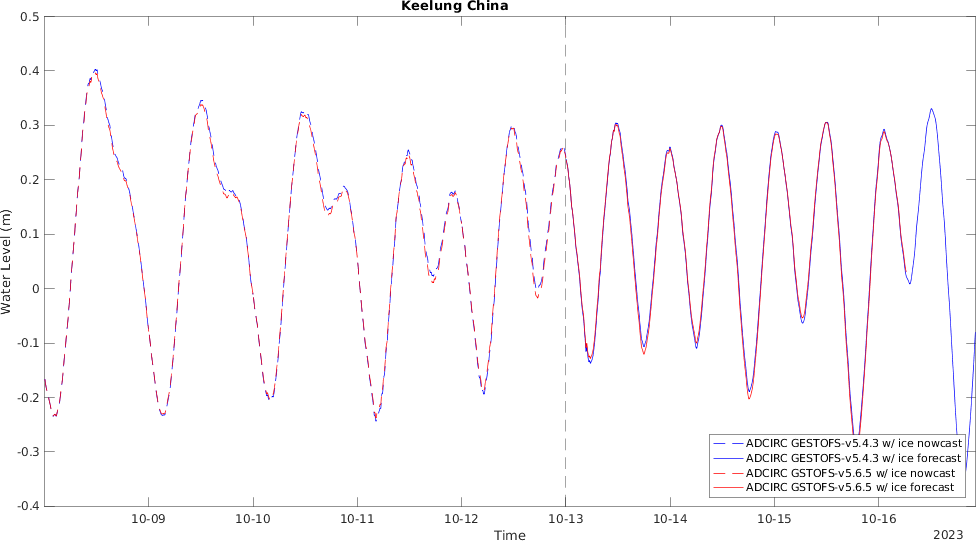 Keelung China
0.5
0.4
0.3
0.2
0.1
0
-0.1
-0.2
-0.3
-0.4
Water Level (m)
10-09
10-10
10-11
10-12
10-13
10-14
10-15
10-16
Time
2023
ADCIRC GESTOFS-v5.4.3 w/ ice nowcast
ADCIRC GESTOFS-v5.4.3 w/ ice forecast
ADCIRC GSTOFS-v5.6.5 w/ ice nowcast
ADCIRC GSTOFS-v5.6.5 w/ ice forecast